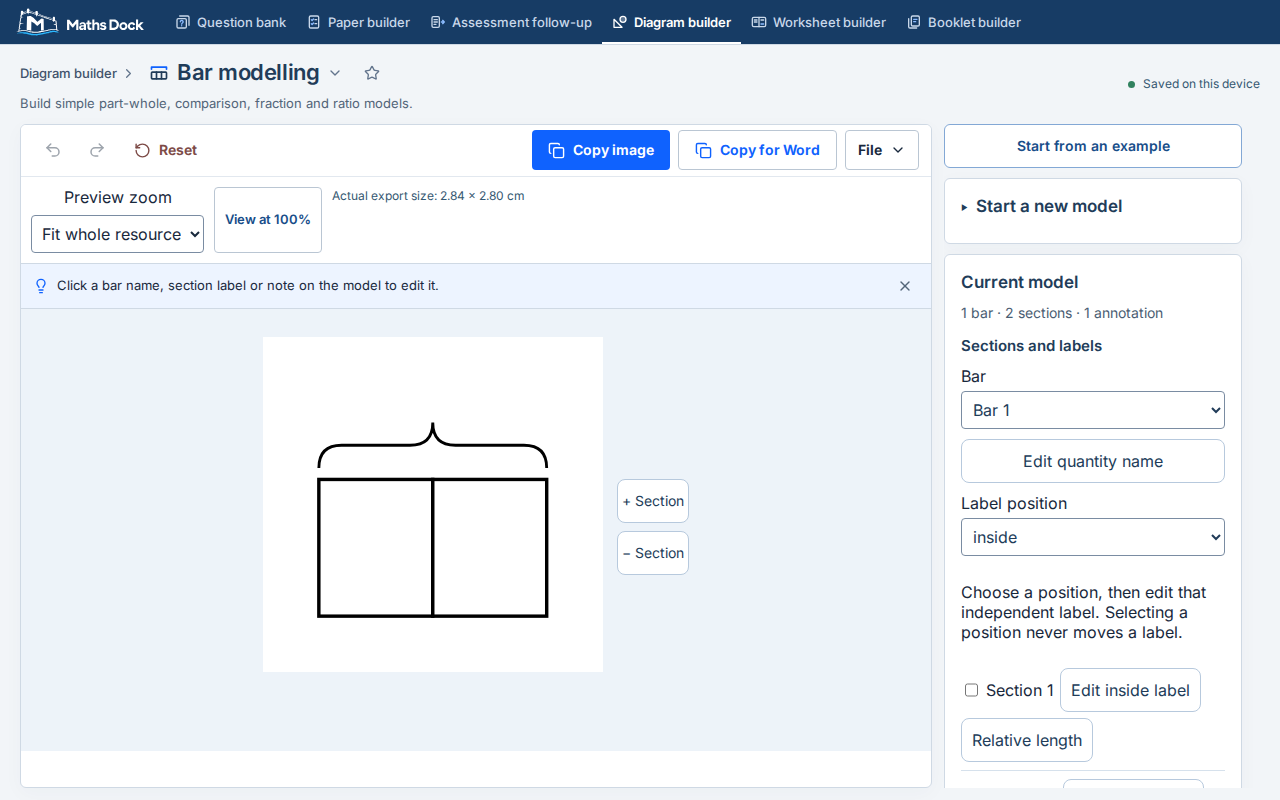 Maths Dock
Question bank
Paper builder
Assessment follow-up
Diagram builder
Worksheet builder
Booklet builder
Diagram builder
Bar modelling
Build simple part-whole, comparison, fraction and ratio models.
Saved on this device
Reset
Copy image
Copy for Word
File
Preview zoom
Fit whole resource
View at 100%
Actual export size: 2.84 × 2.80 cm
Click a bar name, section label or note on the model to edit it.
+ Section
− Section
Start from an example
Start a new model
Current model
1 bar · 2 sections · 1 annotation
Sections and labels
Bar
Bar 1
Edit quantity name
Label position
inside
Choose a position, then edit that
independent label. Selecting a
position never moves a label.
Section 1
Edit inside label
Relative length